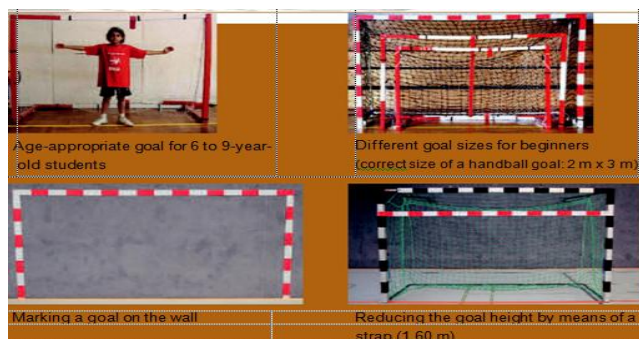 Age-appropriate goal for 6 to 9-year-
old students
Different goal sizes for beginners
(correct size of a handball goal: 2 m x 3 m)
Marking a goal on the wall
Reducing the goal height by means of a
strap (1.60 m)